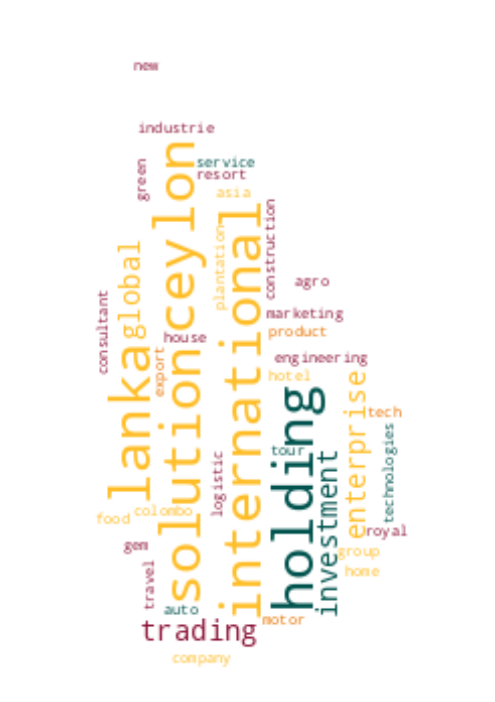 new
industrie
green
ceylon
service
resort
asia
international
construction
plantation
global
agro
consultant
marketing
product
house
lanka
export
solution
engineering
hotel
holding
enterprise
tech
technologies
tour
investment
logistic
food
colombo
royal
gem
group
travel
home
auto
motor
trading
company